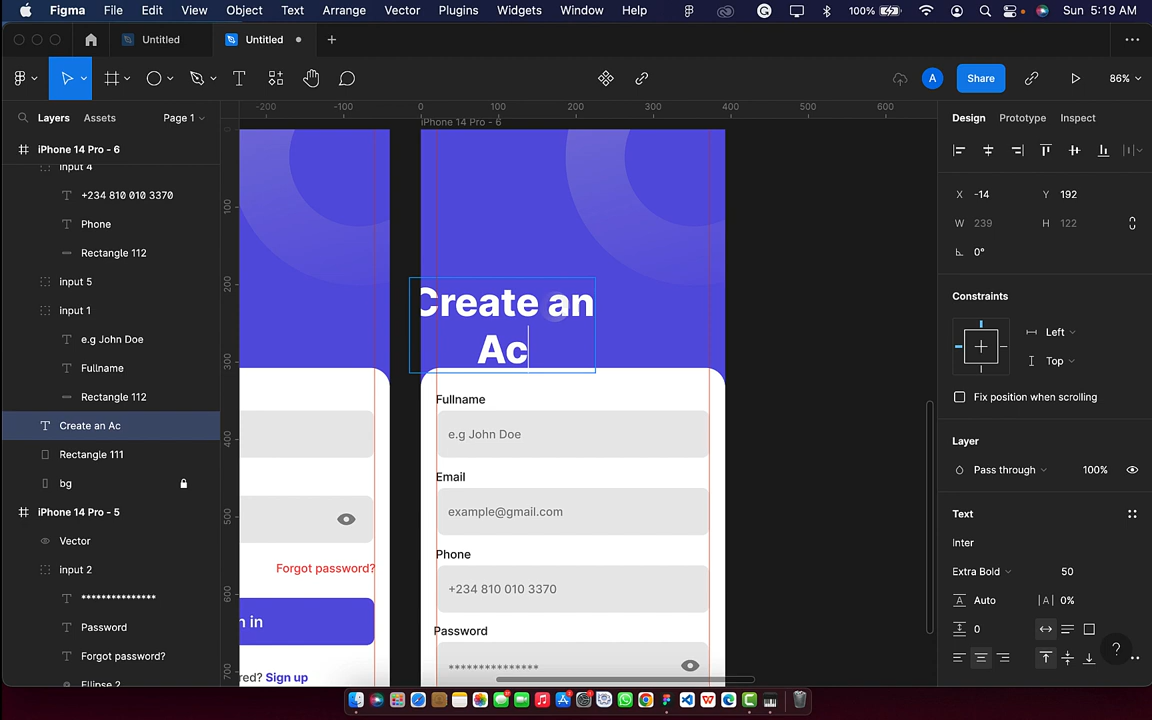 Figma File Edit View Object Text Arrange Vector Plugins Widgets Window Help 100% Sun 5:19 AM
Untitled Untitled
A Share 86%
Layers Assets Page 1
iPhone 14 Pro - 6
input 4
+234 810 010 3370
Phone
Rectangle 112
input 5
input 1
e.g John Doe
Fullname
Rectangle 112
Create an Ac
Rectangle 111
bg
iPhone 14 Pro - 5
Vector
input 2
***************
Password
Forgot password?
Ellipse 2
-200 -100 0 100 200 300 400 500 600
0
100
200
300
400
500
600
700
Forgot password?
n in
red? Sign up
iPhone 14 Pro - 6
Create an
Ac
Fullname
e.g John Doe
Email
example@gmail.com
Phone
+234 810 010 3370
Password
***************
Design Prototype Inspect
X -14 Y 192
W 239 H 122
0°
Constraints
Left
Top
Fix position when scrolling
Layer
Pass through 100%
Text
Inter
Extra Bold 50
A Auto |A| 0%
0
?